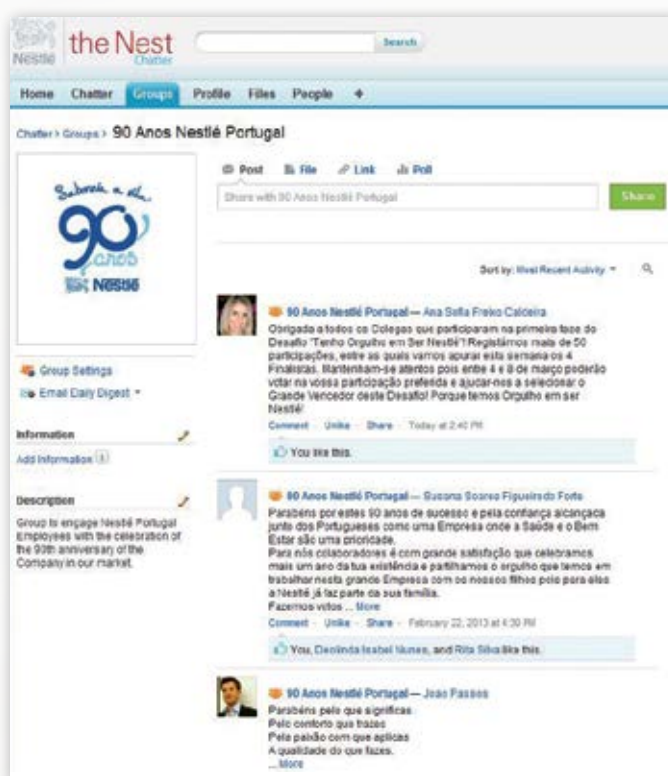 Nestlé
the Nest
Chatter
Search
Home Chatter Groups Profile Files People +
Chatter > Groups > 90 Anos Nestlé Portugal
90
anos
Nestlé
Post File Link Poll
Share with 90 Anos Nestlé Portugal
Share
Sort by: Most Recent Activity
Group Settings
Email Daily Digest
Information
Add Information
Description
Group to engage Nestlé Portugal
Employees with the celebration of
the 90th anniversary of the
Company in our market.
90 Anos Nestlé Portugal — Ana Sofia Freixo Caldeira
Obrigada a todos os Colegas que participaram na primeira fase do
Desafio "Tenho Orgulho em Ser Nestlé"! Registámos mais de 50
participações, entre as quais vamos apurar esta semana os 4
Finalistas. Mantenham-se atentos pois entre 4 e 8 de março poderão
votar na vossa participação preferida e ajudar-nos a selecionar o
Grande Vencedor deste Desafio! Porque temos Orgulho em ser
Nestlé!
Comment · Unlike · Share · Today at 2:40 PM
You like this.
90 Anos Nestlé Portugal — Susana Soares Figueiredo Forte
Parabéns por estes 90 anos de sucesso e pela confiança alcançada
junto dos Portugueses como uma Empresa onde a Saúde e o Bem
Estar são uma prioridade.
Para nós colaboradores é com grande satisfação que celebramos
mais um ano da tua existência e partilhamos o orgulho que temos em
trabalhar nesta grande Empresa com os nossos filhos pois para eles
a Nestlé já faz parte da sua família.
Fazemos votos ... More
Comment · Unlike · Share · February 22, 2013 at 4:30 PM
You, Deolinda Isabel Nunes, and Rita Silva like this.
90 Anos Nestlé Portugal — Joao Passos
Parabéns pelo que significas
Pelo conforto que trazes
Pela paixão com que aplicas
A qualidade do que fazes.
... More